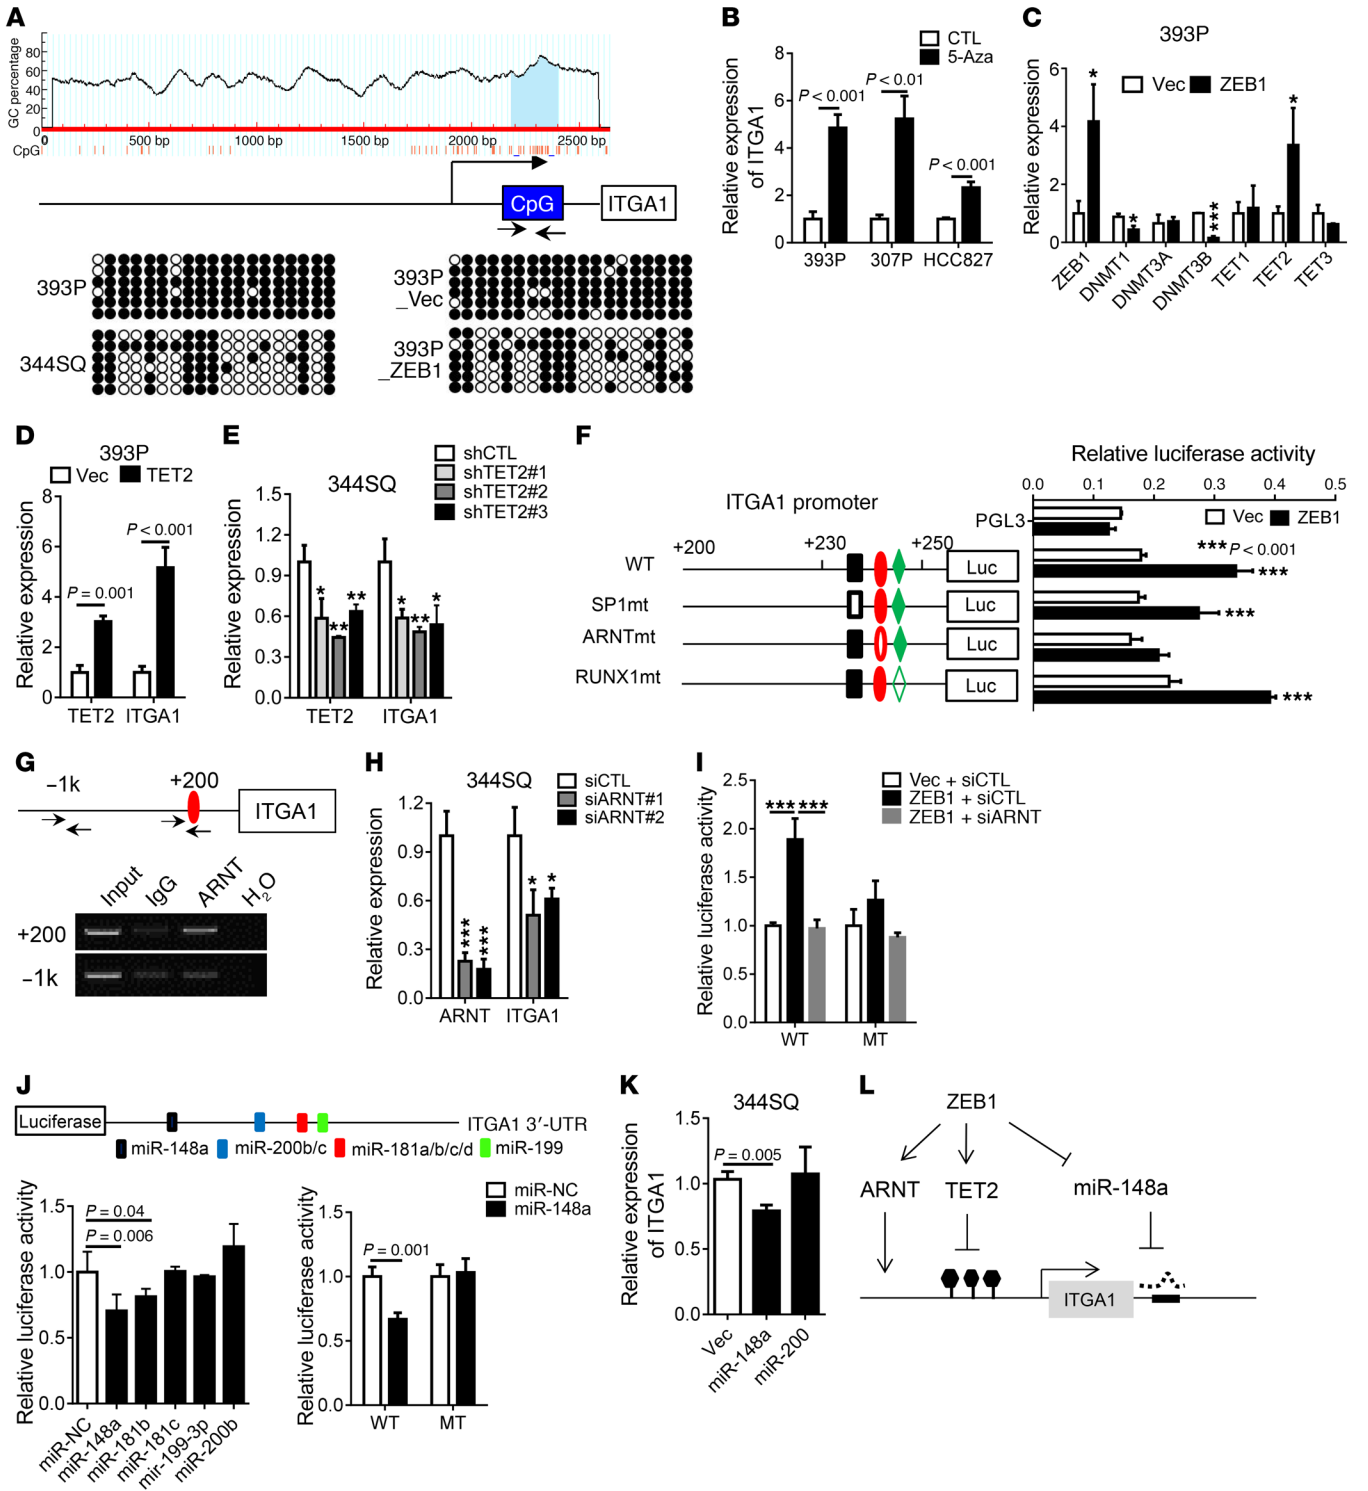 A
GC percentage
80
60
40
20
0
500 bp
1000 bp
1500 bp
2000 bp
2500 bp
CpG
CpG
ITGA1
393P
344SQ
393P
_Vec
393P
_ZEB1
B
CTL
5-Aza
Relative expression
of ITGA1
8
6
4
2
0
P < 0.001
P < 0.01
P < 0.001
393P
307P
HCC827
C
393P
Vec
ZEB1
Relative expression
6
4
2
0
*
*
***
*
ZEB1
DNMT1
DNMT3A
DNMT3B
TET1
TET2
TET3
D
393P
Vec
TET2
Relative expression
8
6
4
2
0
P = 0.001
P < 0.001
TET2
ITGA1
E
344SQ
shCTL
shTET2#1
shTET2#2
shTET2#3
Relative expression
1.5
1.2
0.9
0.6
0.3
0.0
*
**
**
*
**
*
TET2
ITGA1
F
ITGA1 promoter
Relative luciferase activity
0.0
0.1
0.2
0.3
0.4
0.5
PGL3
Vec
ZEB1
***P < 0.001
+200
+230
+250
WT
Luc
***
SP1mt
Luc
***
ARNTmt
Luc
RUNX1mt
Luc
***
G
−1k
+200
ITGA1
Input
IgG
ARNT
H2O
+200
−1k
H
344SQ
siCTL
siARNT#1
siARNT#2
Relative expression
1.2
0.9
0.6
0.3
0.0
***
***
*
*
ARNT
ITGA1
I
Vec + siCTL
ZEB1 + siCTL
ZEB1 + siARNT
Relative luciferase activity
2.5
2.0
1.5
1.0
0.5
0.0
***
***
WT
MT
J
Luciferase
ITGA1 3′-UTR
miR-148a
miR-200b/c
miR-181a/b/c/d
miR-199
Relative luciferase activity
1.5
1.0
0.5
0.0
P = 0.04
P = 0.006
miR-NC
miR-148a
miR-181b
miR-181c
mir-199-3p
miR-200b
miR-NC
miR-148a
Relative luciferase activity
1.5
1.0
0.5
0.0
P = 0.001
WT
MT
K
344SQ
Relative expression
of ITGA1
1.5
1.0
0.5
0.0
P = 0.005
Vec
miR-148a
miR-200
L
ZEB1
ARNT
TET2
miR-148a
ITGA1